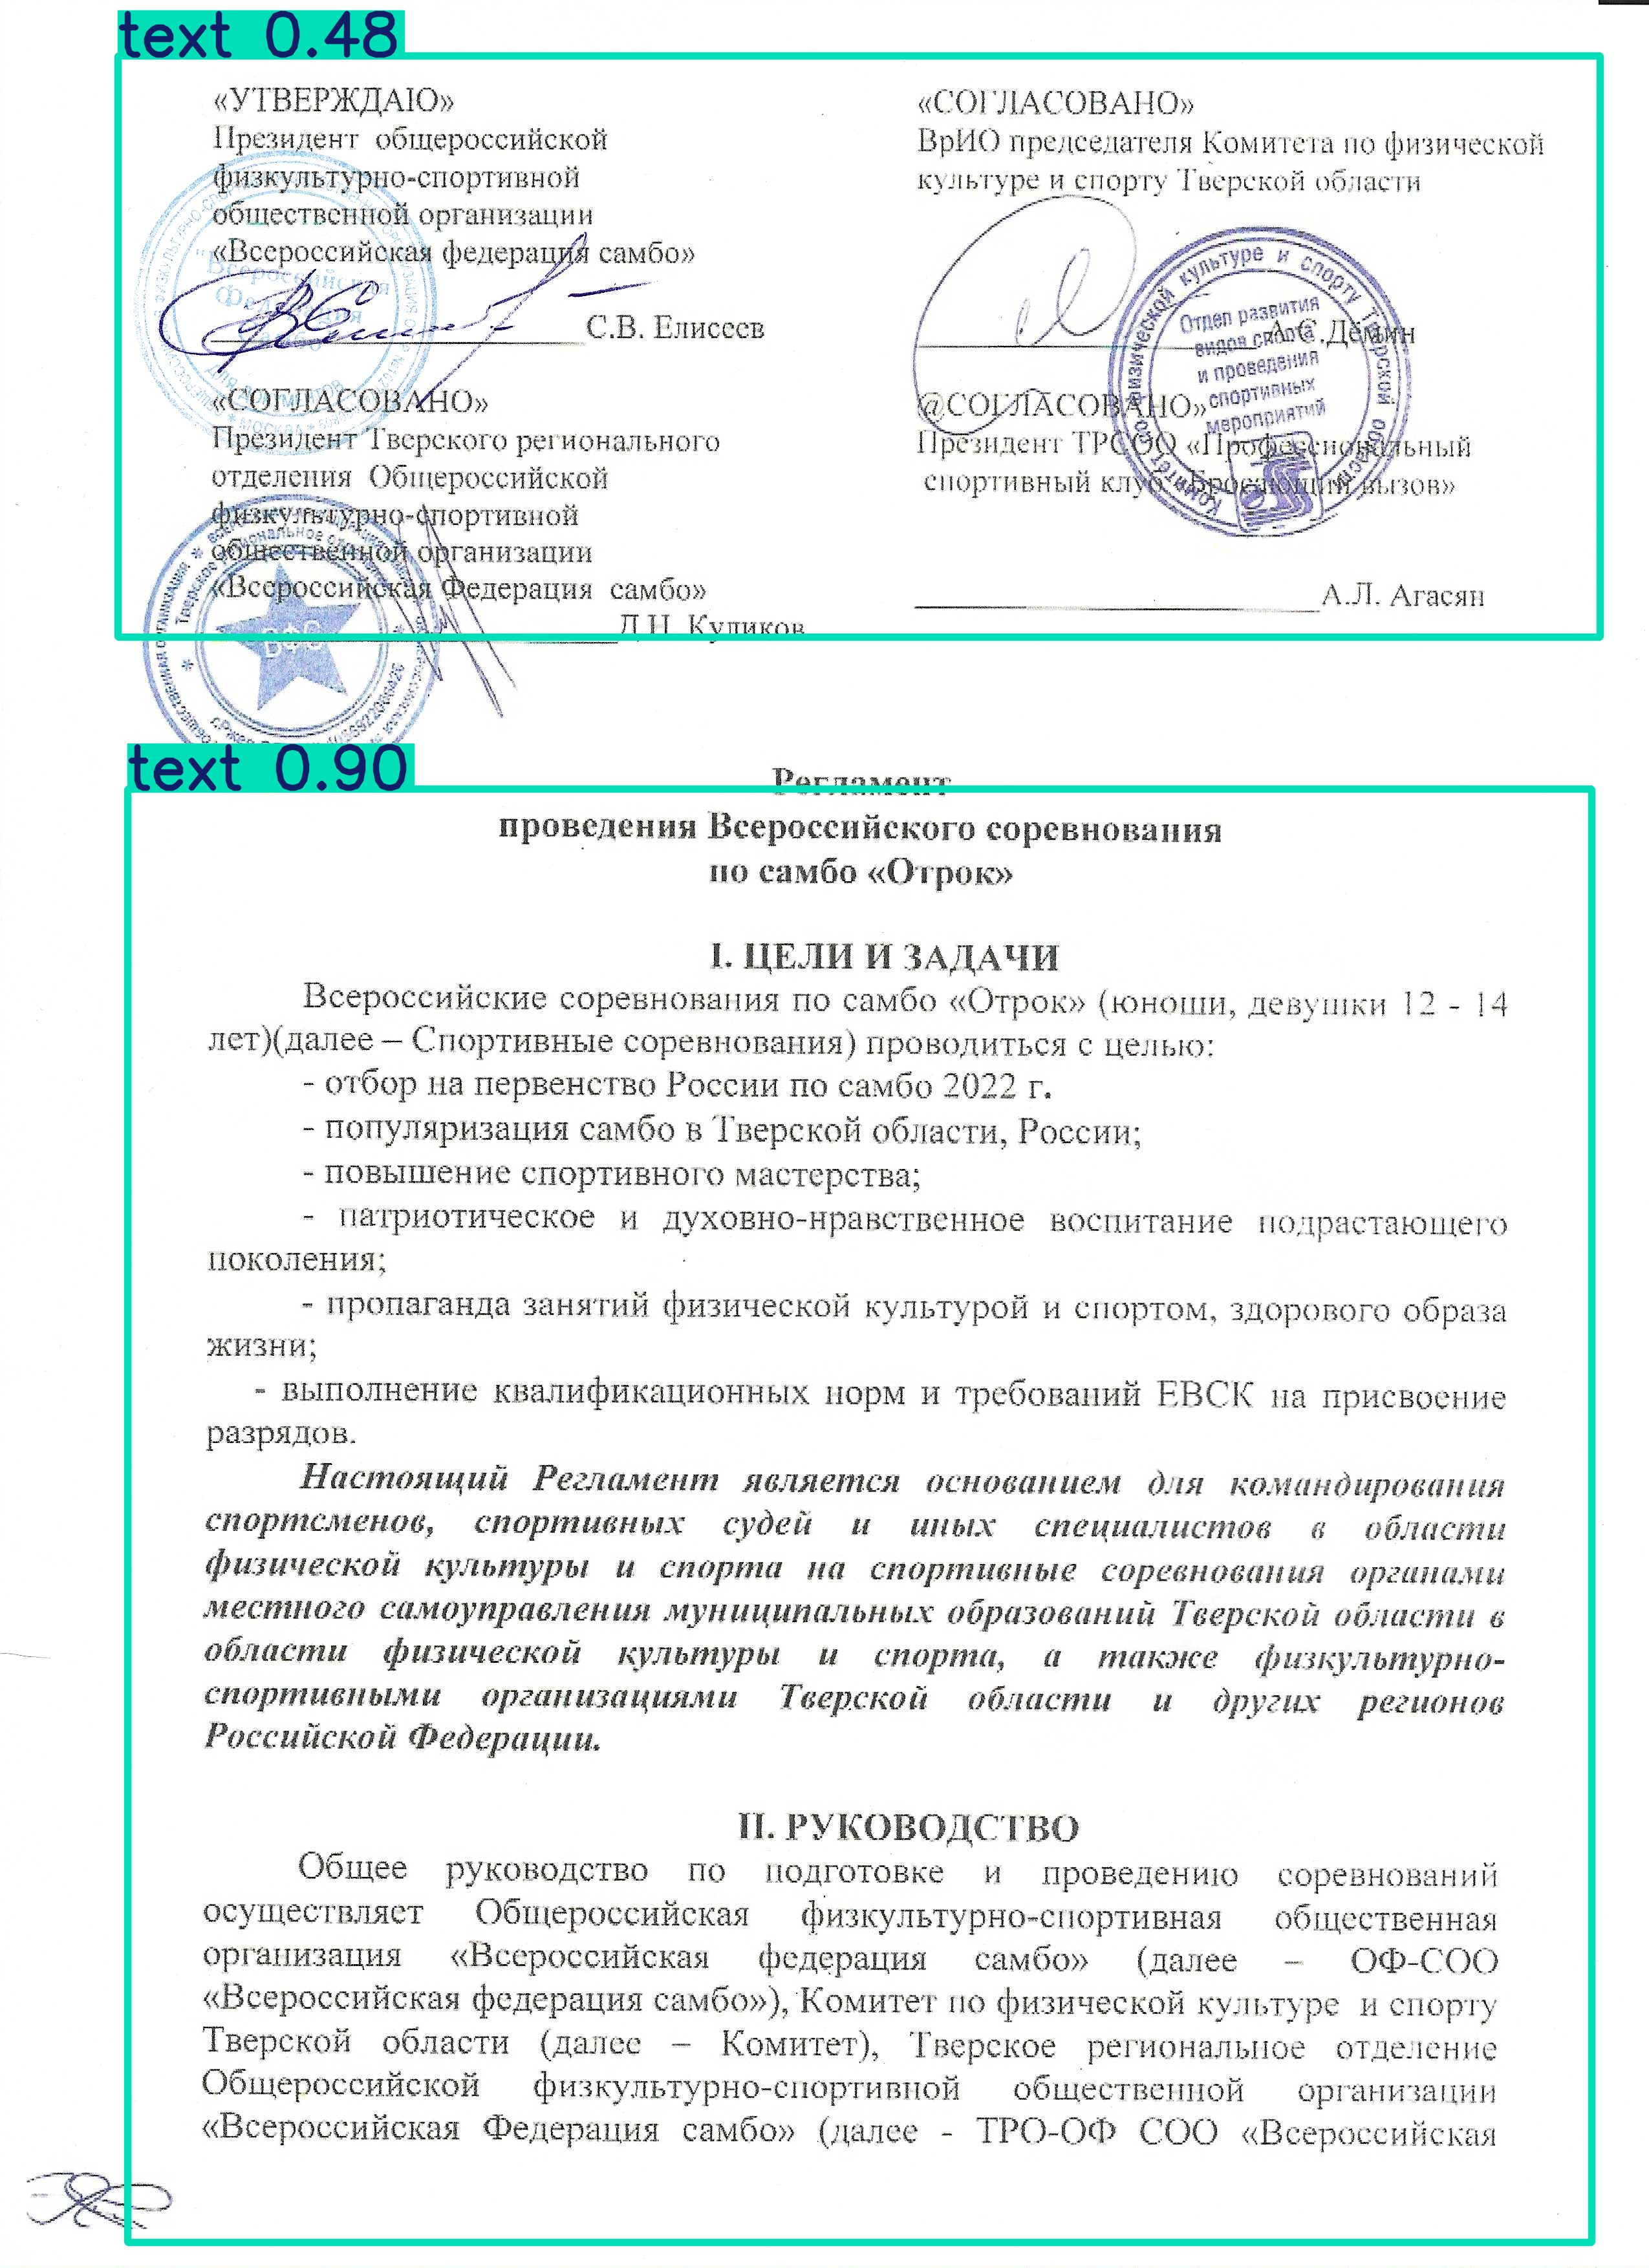 text 0.48
«УТВЕРЖДАЮ»
Президент общероссийской
физкультурно-спортивной
общественной организации
«Всероссийская федерация самбо»
С.В. Елисеев
«СОГЛАСОВАНО»
ВрИО председателя Комитета по физической
культуре и спорту Тверской области
А.С.Дёмин
Отдел развития
видов спорта
и проведения
спортивных
мероприятий
«СОГЛАСОВАНО»
Президент Тверского регионального
отделения Общероссийской
физкультурно-спортивной
общественной организации
«Всероссийская Федерация самбо»
Д.Н. Куликов
ВФС
@СОГЛАСОВАНО»
Президент ТРСОО «Профессиональный
спортивный клуб «Бросающий вызов»
А.Л. Агасян
text 0.90
Регламент
проведения Всероссийского соревнования
по самбо «Отрок»
I. ЦЕЛИ И ЗАДАЧИ
Всероссийские соревнования по самбо «Отрок» (юноши, девушки 12 - 14
лет)(далее – Спортивные соревнования) проводиться с целью:
- отбор на первенство России по самбо 2022 г.
- популяризация самбо в Тверской области, России;
- повышение спортивного мастерства;
- патриотическое и духовно-нравственное воспитание подрастающего
поколения;
- пропаганда занятий физической культурой и спортом, здорового образа
жизни;
- выполнение квалификационных норм и требований ЕВСК на присвоение
разрядов.
Настоящий Регламент является основанием для командирования
спортсменов, спортивных судей и иных специалистов в области
физической культуры и спорта на спортивные соревнования органами
местного самоуправления муниципальных образований Тверской области в
области физической культуры и спорта, а также физкультурно-
спортивными организациями Тверской области и других регионов
Российской Федерации.
II. РУКОВОДСТВО
Общее руководство по подготовке и проведению соревнований
осуществляет Общероссийская физкультурно-спортивная общественная
организация «Всероссийская федерация самбо» (далее – ОФ-СОО
«Всероссийская федерация самбо»), Комитет по физической культуре и спорту
Тверской области (далее – Комитет), Тверское региональное отделение
Общероссийской физкультурно-спортивной общественной организации
«Всероссийская Федерация самбо» (далее - ТРО-ОФ СОО «Всероссийская